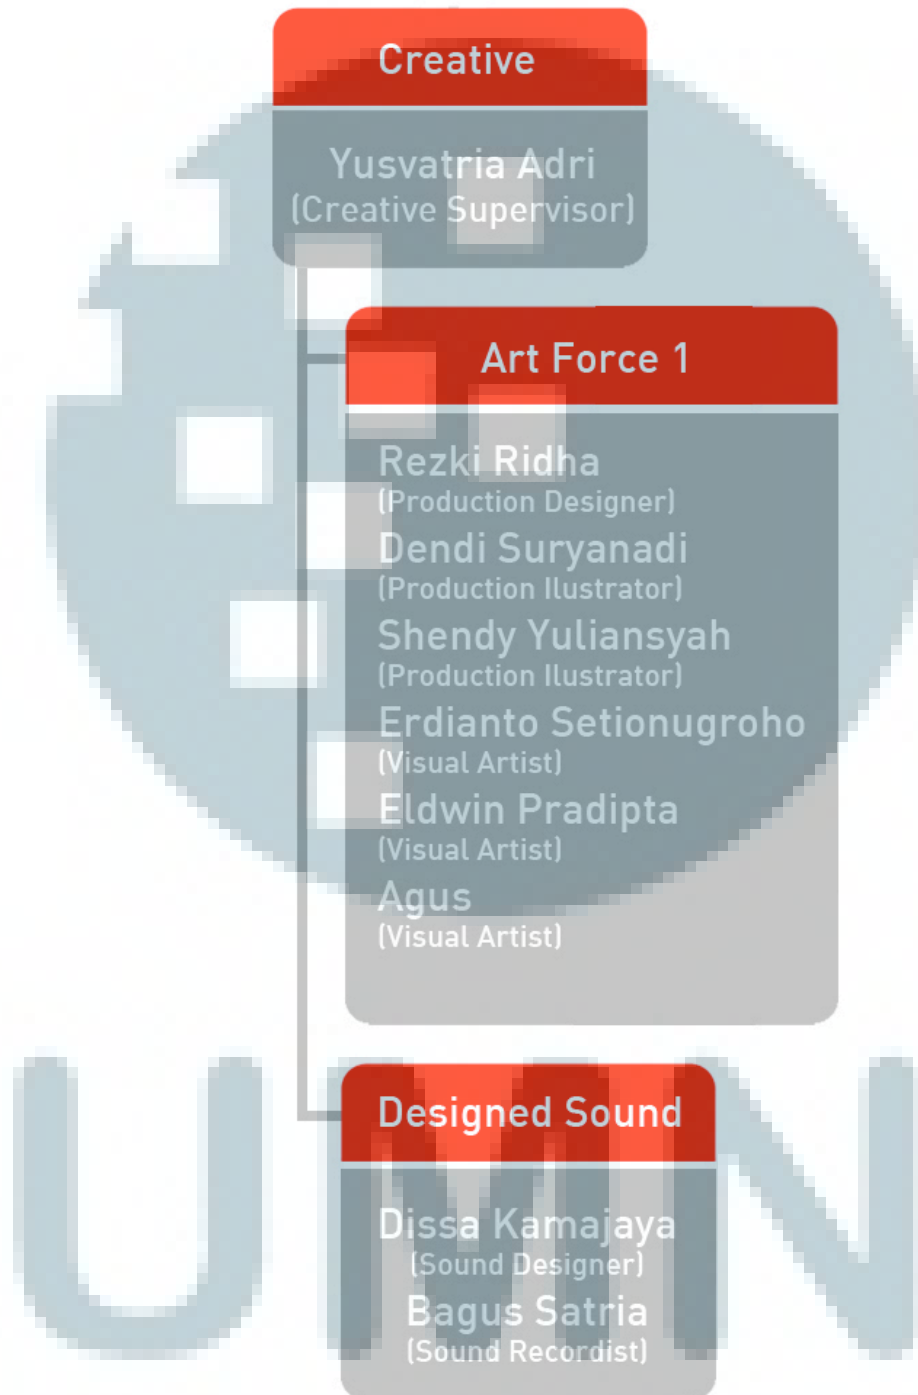 Creative
Yusvatria Adri
(Creative Supervisor)
Art Force 1
Rezki Ridha
(Production Designer)
Dendi Suryanadi
(Production Ilustrator)
Shendy Yuliansyah
(Production Ilustrator)
Erdianto Setionugroho
(Visual Artist)
Eldwin Pradipta
(Visual Artist)
Agus
(Visual Artist)
Designed Sound
Dissa Kamajaya
(Sound Designer)
Bagus Satria
(Sound Recordist)
UMN